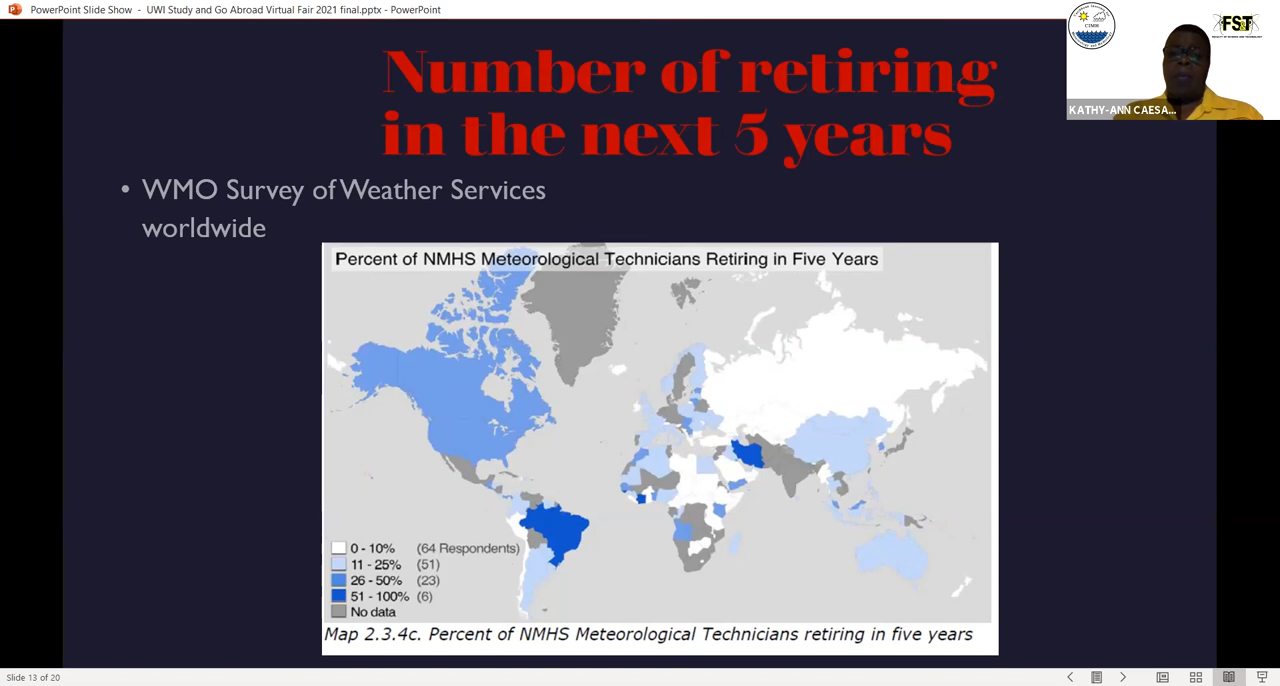 PowerPoint Slide Show - UWI Study and Go Abroad Virtual Fair 2021 final.pptx - PowerPoint
CIMH
FS&T
KATHY-ANN CAESA...
Number of retiring
in the next 5 years
• WMO Survey of Weather Services
worldwide
Percent of NMHS Meteorological Technicians Retiring in Five Years
0 - 10% (64 Respondents)
11 - 25% (51)
26 - 50% (23)
51 - 100% (6)
No data
Map 2.3.4c. Percent of NMHS Meteorological Technicians retiring in five years
Slide 13 of 20